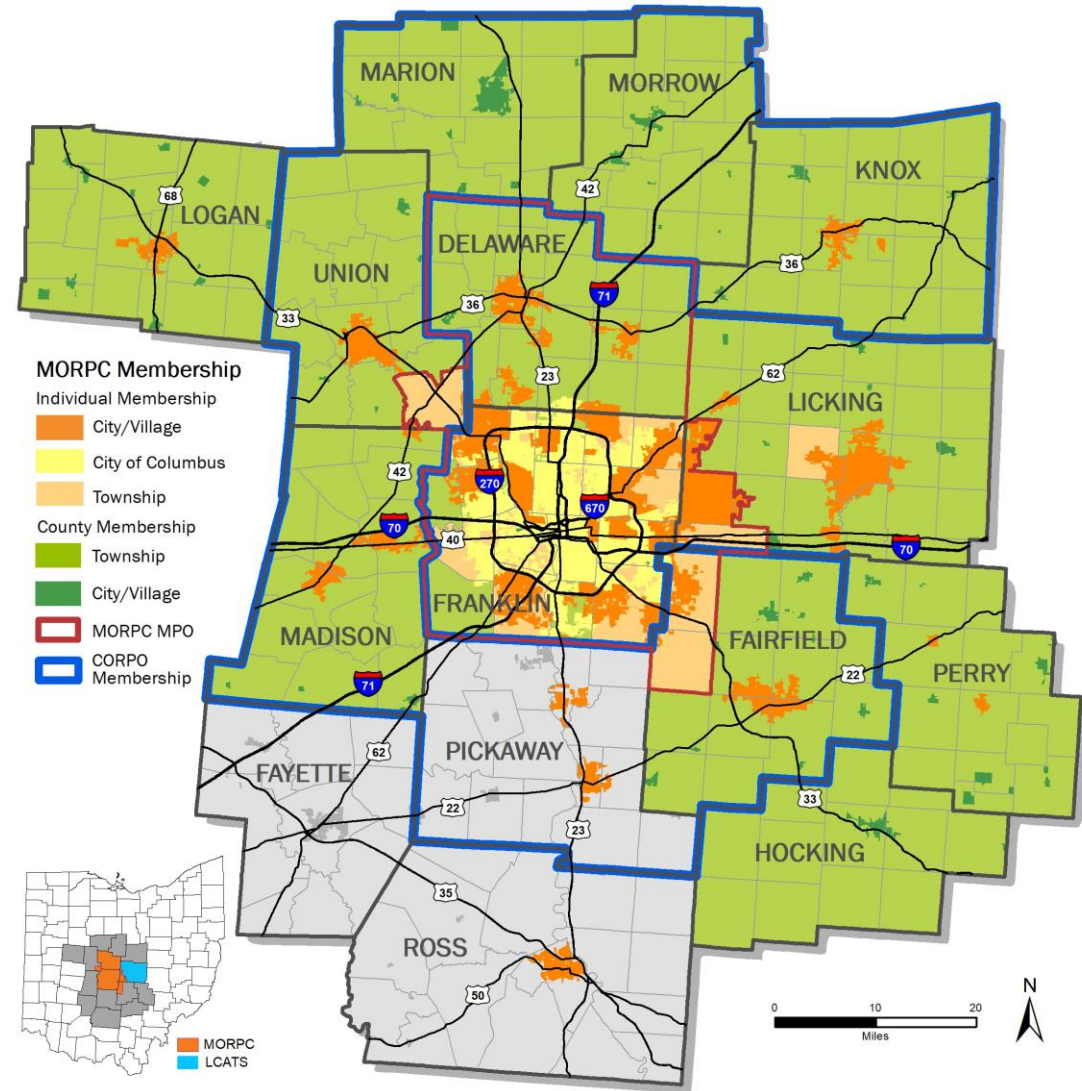 MARION
MORROW
KNOX
68
LOGAN
42
DELAWARE
UNION
36
36
71
33
MORPC Membership
Individual Membership
City/Village
City of Columbus
Township
County Membership
Township
City/Village
MORPC MPO
CORPO
Membership
23
62
LICKING
42
270
670
70
40
70
FRANKLIN
MADISON
FAIRFIELD
71
22
PERRY
62
PICKAWAY
FAYETTE
22
33
23
HOCKING
35
ROSS
50
MORPC
LCATS
N
0
10
20
Miles